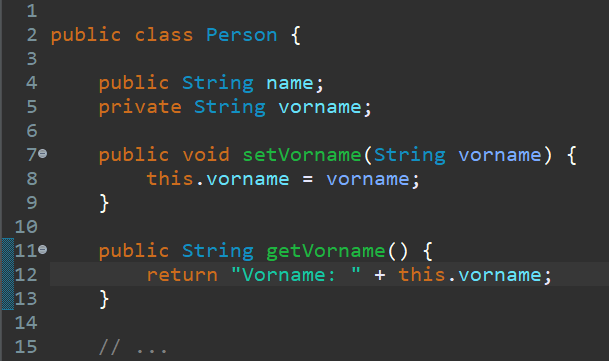 1
2 public class Person {
3
4     public String name;
5     private String vorname;
6
7     public void setVorname(String vorname) {
8         this.vorname = vorname;
9     }
10
11     public String getVorname() {
12         return "Vorname: " + this.vorname;
13     }
14
15     // ...